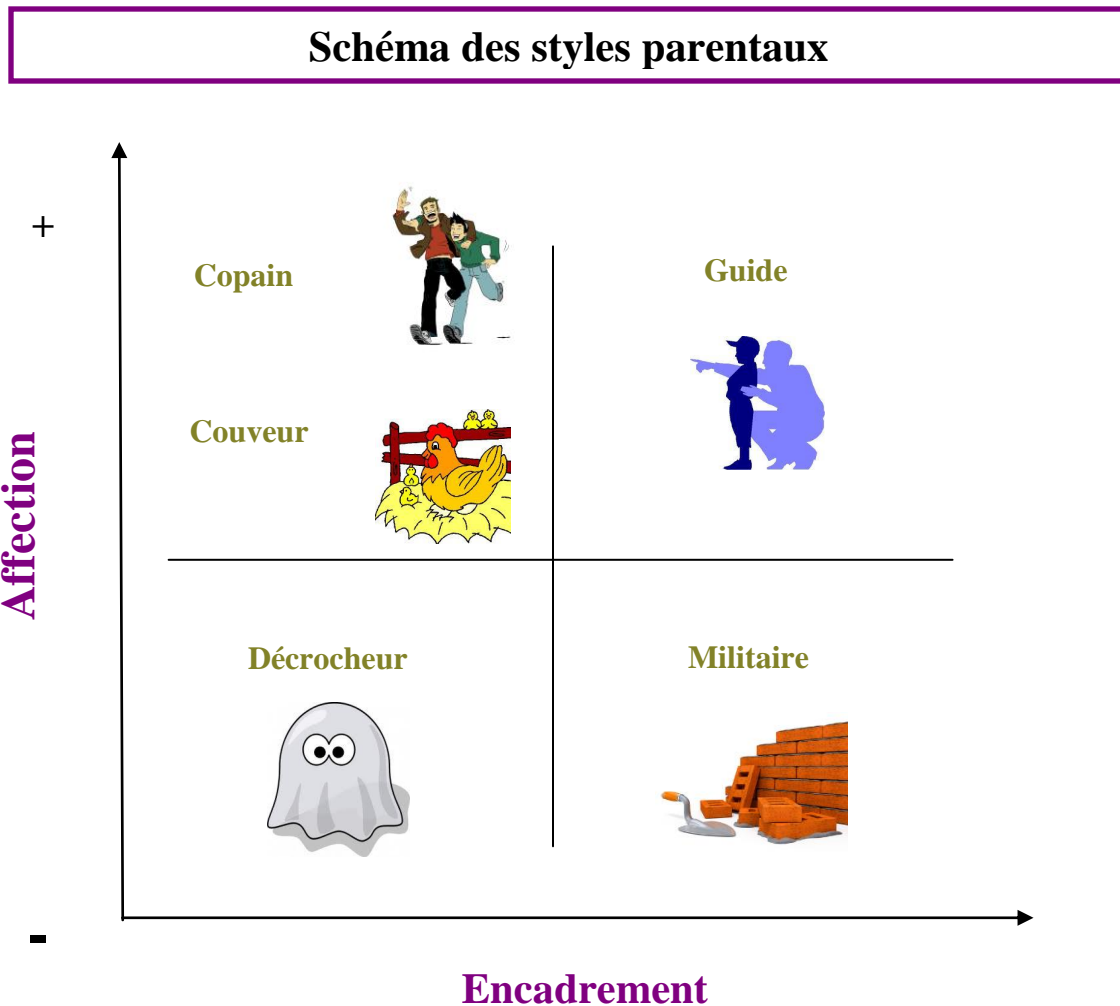 Schéma des styles parentaux
+
Copain
Guide
Couveur
Affection
Décrocheur
Militaire
-
Encadrement